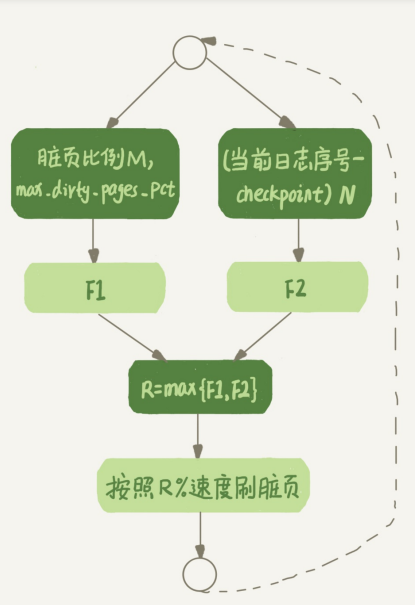 脏页比例M,
max_dirty_pages_pct
(当前日志序号-
checkpoint) N
F1
F2
R=max{F1,F2}
按照R%速度刷脏页